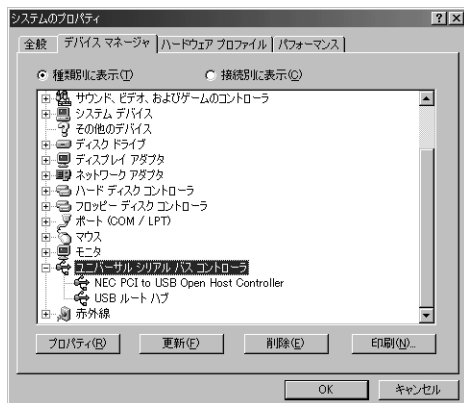 システムのプロパティ
全般 デバイス マネージャ ハードウェア プロファイル パフォーマンス
種類別に表示(T) 接続別に表示(C)
サウンド、ビデオ、およびゲームのコントローラ
システム デバイス
その他のデバイス
ディスク ドライブ
ディスプレイ アダプタ
ネットワーク アダプタ
ハード ディスク コントローラ
フロッピー ディスク コントローラ
ポート (COM / LPT)
マウス
モニタ
ユニバーサル シリアル バス コントローラ
NEC PCI to USB Open Host Controller
USB ルート ハブ
赤外線
プロパティ(R) 更新(F) 削除(E) 印刷(N)...
OK キャンセル